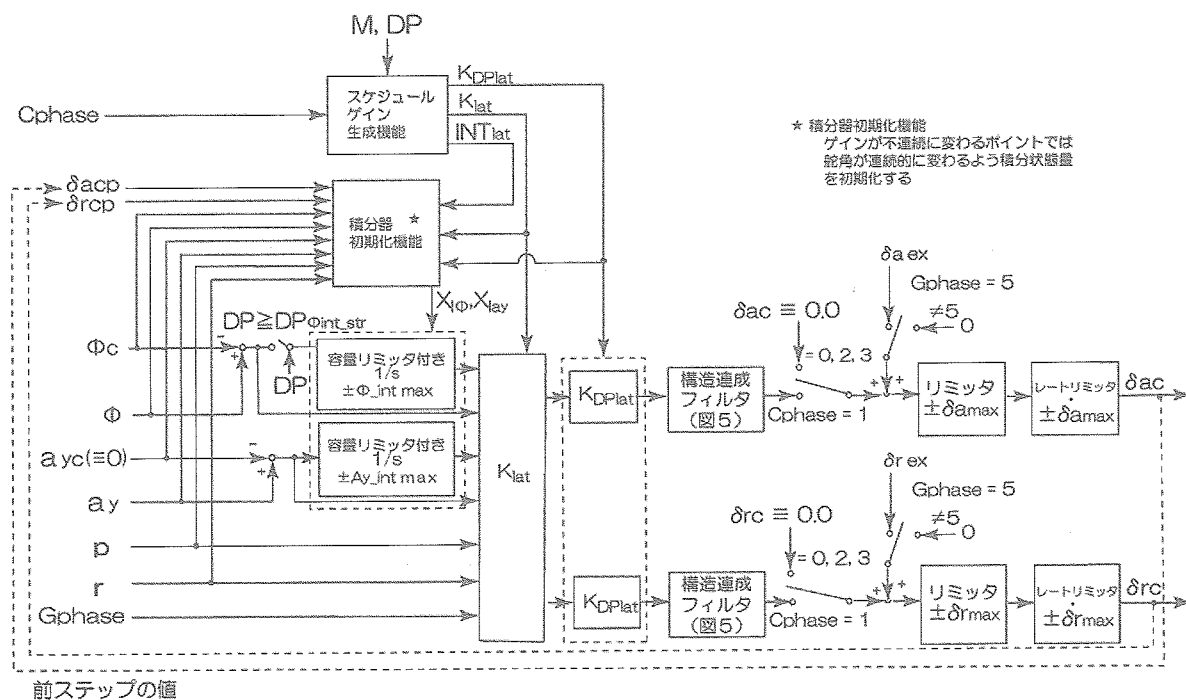 M, DP
Cphase
スケジュール
ゲイン
生成機能
KDPlat
Klat
INTlat
★ 積分器初期化機能
ゲインが不連続に変わるポイントでは
舵角が連続的に変わるよう積分状態量
を初期化する
δacp
δrcp
積分器 ★
初期化機能
XIΦ,XIay
DP≧DPΦint_str
DP
Φc
Φ
ayc(≡0)
ay
p
r
Gphase
容量リミッタ付き
1/s
±Φ_int max
容量リミッタ付き
1/s
±Ay_int max
Klat
KDPlat
構造連成
フィルタ
(図5)
δac ≡ 0.0
= 0, 2, 3
Cphase = 1
δa ex
Gphase = 5
≠5
0
リミッタ
±δamax
レートリミッタ
±δ̇amax
δac
KDPlat
構造連成
フィルタ
(図5)
δrc ≡ 0.0
= 0, 2, 3
Cphase = 1
δr ex
Gphase = 5
≠5
0
リミッタ
±δrmax
レートリミッタ
±δ̇rmax
δrc
前ステップの値